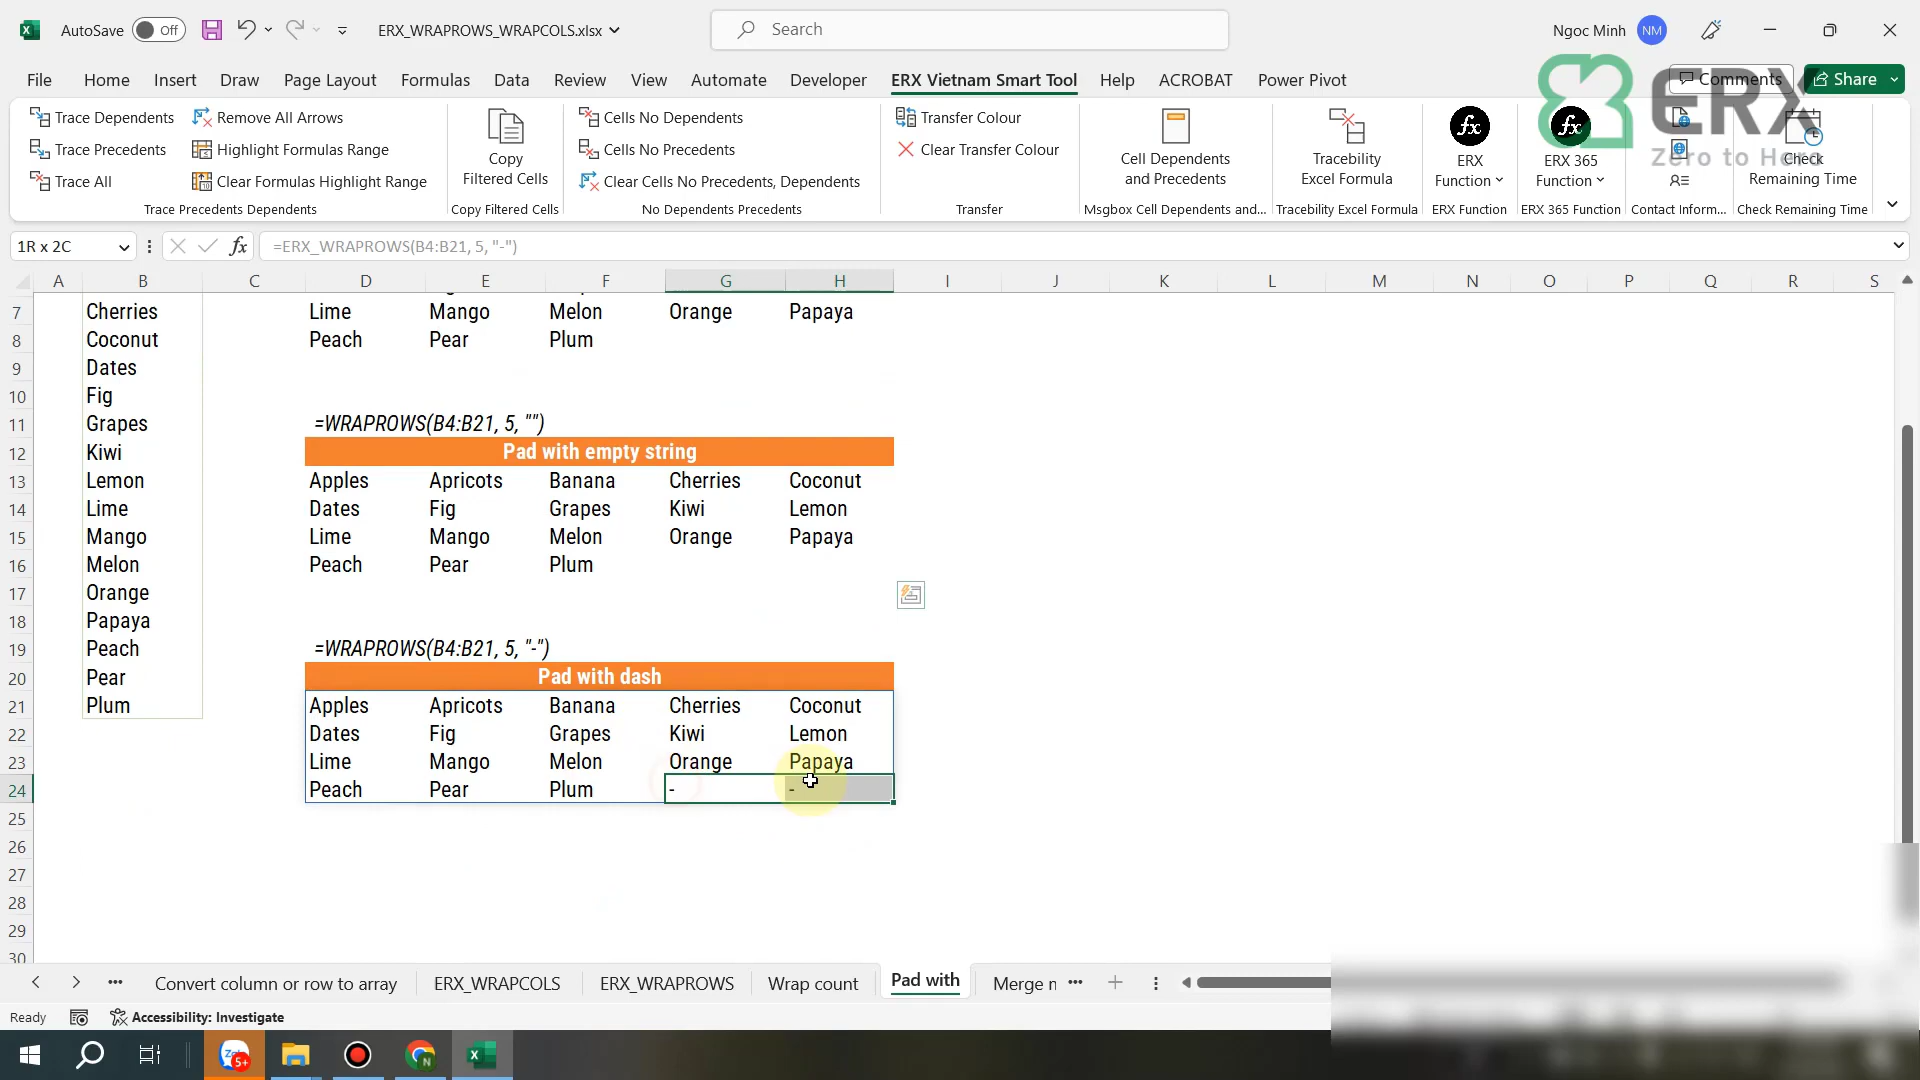 AutoSave Off ERX_WRAPROWS_WRAPCOLS.xlsx Search Ngoc Minh NM
File Home Insert Draw Page Layout Formulas Data Review View Automate Developer ERX Vietnam Smart Tool Help ACROBAT Power Pivot Comments Share
ERX
Zero to Hero
Trace Dependents Remove All Arrows
Trace Precedents Highlight Formulas Range
Trace All Clear Formulas Highlight Range
Trace Precedents Dependents
Copy
Filtered Cells
Copy Filtered Cells
Cells No Dependents
Cells No Precedents
Clear Cells No Precedents, Dependents
No Dependents Precedents
Transfer Colour
Clear Transfer Colour
Transfer
Cell Dependents
and Precedents
Msgbox Cell Dependents and...
Tracebility
Excel Formula
Tracebility Excel Formula
fx
ERX
Function
ERX Function
fx
ERX 365
Function
ERX 365 Function
Contact Inform...
Check
Remaining Time
Check Remaining Time
1R x 2C fx =ERX_WRAPROWS(B4:B21, 5, "-")
A B C D E F G H I J K L M N O P Q R S
7 Cherries Lime Mango Melon Orange Papaya
8 Coconut Peach Pear Plum
9 Dates
10 Fig
11 Grapes =WRAPROWS(B4:B21, 5, "")
12 Kiwi Pad with empty string
13 Lemon Apples Apricots Banana Cherries Coconut
14 Lime Dates Fig Grapes Kiwi Lemon
15 Mango Lime Mango Melon Orange Papaya
16 Melon Peach Pear Plum
17 Orange
18 Papaya
19 Peach =WRAPROWS(B4:B21, 5, "-")
20 Pear Pad with dash
21 Plum Apples Apricots Banana Cherries Coconut
22 Dates Fig Grapes Kiwi Lemon
23 Lime Mango Melon Orange Papaya
24 Peach Pear Plum - -
25
26
27
28
29
30
Convert column or row to array ERX_WRAPCOLS ERX_WRAPROWS Wrap count Pad with Merge r
Ready Accessibility: Investigate
5+ N